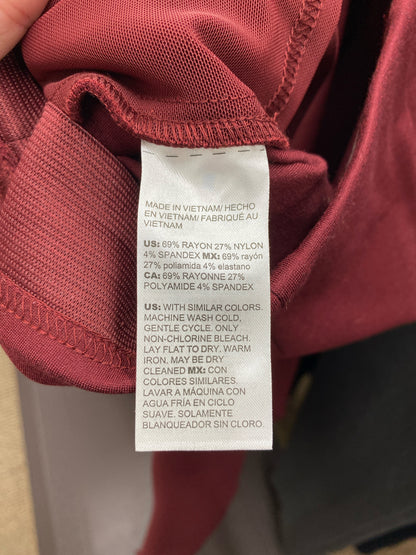 MADE IN VIETNAM/ HECHO
EN VIETNAM/ FABRIQUÉ AU
VIETNAM
US: 69% RAYON 27% NYLON
4% SPANDEX MX: 69% rayón
27% poliamida 4% elastano
CA: 69% RAYONNE 27%
POLYAMIDE 4% SPANDEX
US: WITH SIMILAR COLORS.
MACHINE WASH COLD,
GENTLE CYCLE. ONLY
NON-CHLORINE BLEACH.
LAY FLAT TO DRY. WARM
IRON. MAY BE DRY
CLEANED MX: CON
COLORES SIMILARES.
LAVAR A MÁQUINA CON
AGUA FRÍA EN CICLO
SUAVE. SOLAMENTE
BLANQUEADOR SIN CLORO.